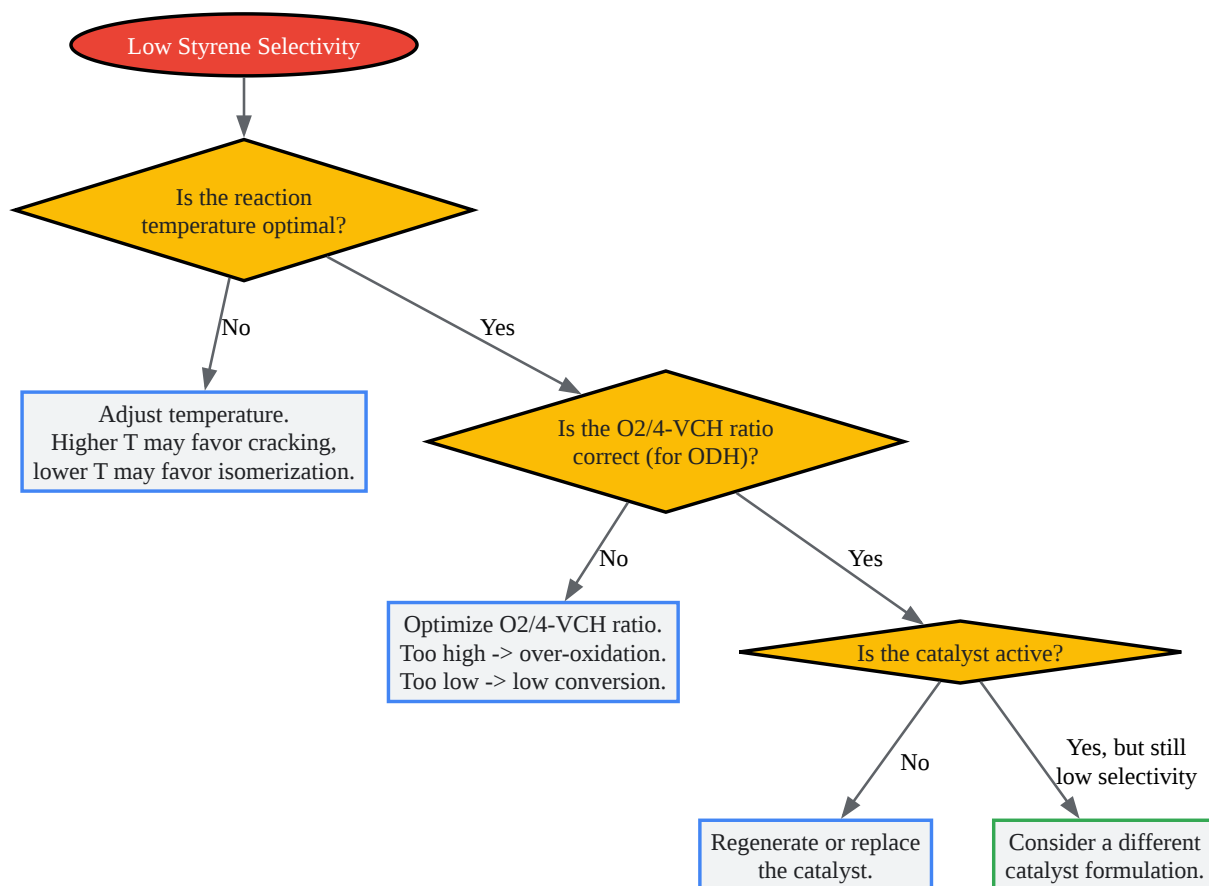 Low Styrene Selectivity
Is the reaction
temperature optimal?
No
Yes
Adjust temperature.
Higher T may favor cracking,
lower T may favor isomerization.
Is the O2/4-VCH ratio
correct (for ODH)?
No
Yes
Optimize O2/4-VCH ratio.
Too high -> over-oxidation.
Too low -> low conversion.
Is the catalyst active?
No
Yes, but still
low selectivity
Regenerate or replace
the catalyst.
Consider a different
catalyst formulation.